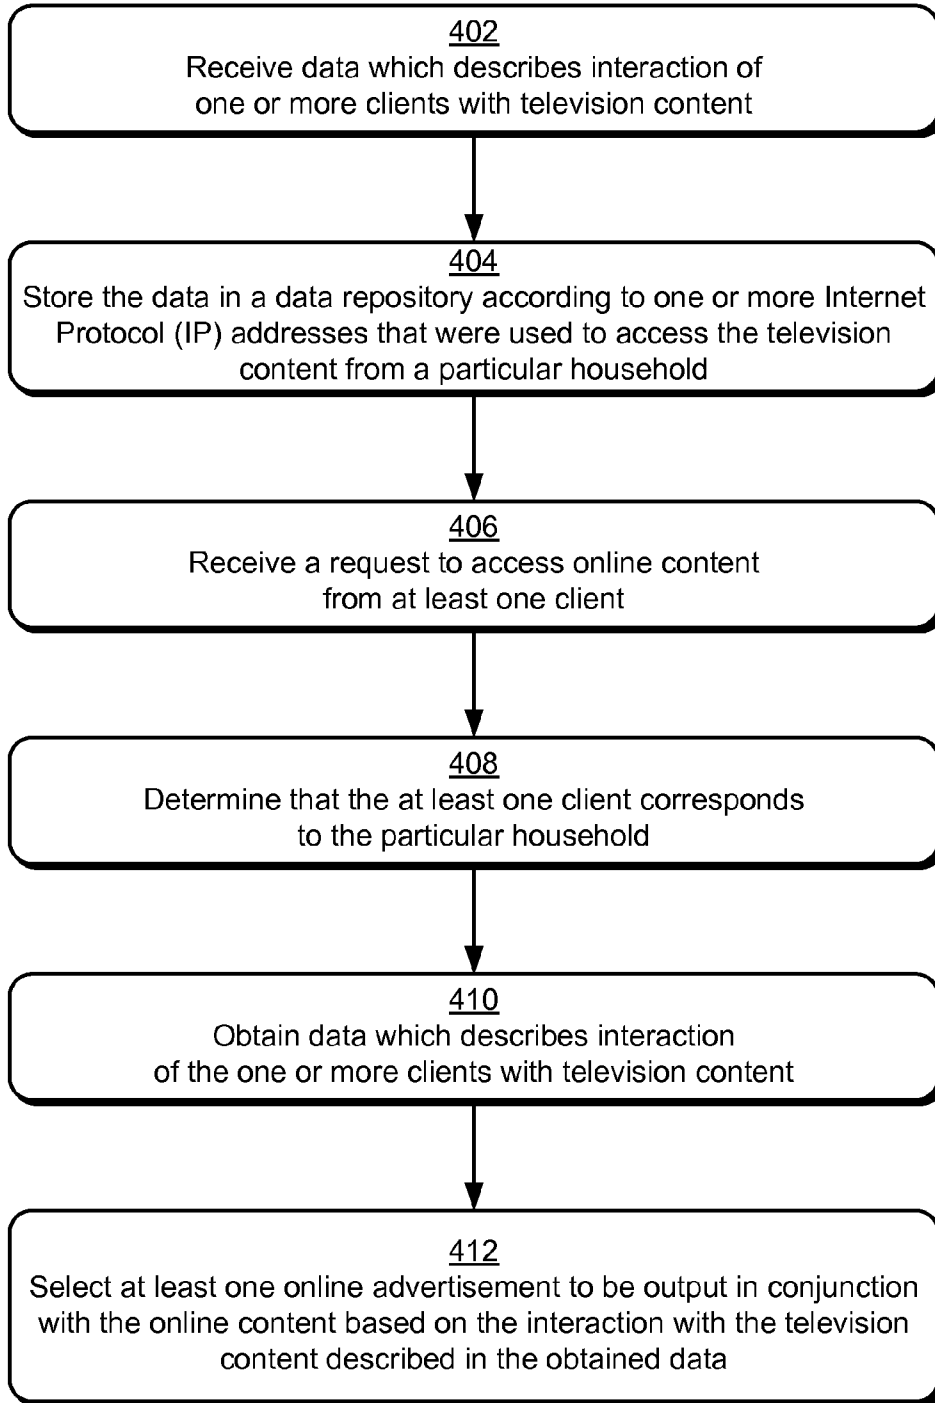 402
Receive data which describes interaction of
one or more clients with television content
404
Store the data in a data repository according to one or more Internet
Protocol (IP) addresses that were used to access the television
content from a particular household
406
Receive a request to access online content
from at least one client
408
Determine that the at least one client corresponds
to the particular household
410
Obtain data which describes interaction
of the one or more clients with television content
412
Select at least one online advertisement to be output in conjunction
with the online content based on the interaction with the television
content described in the obtained data